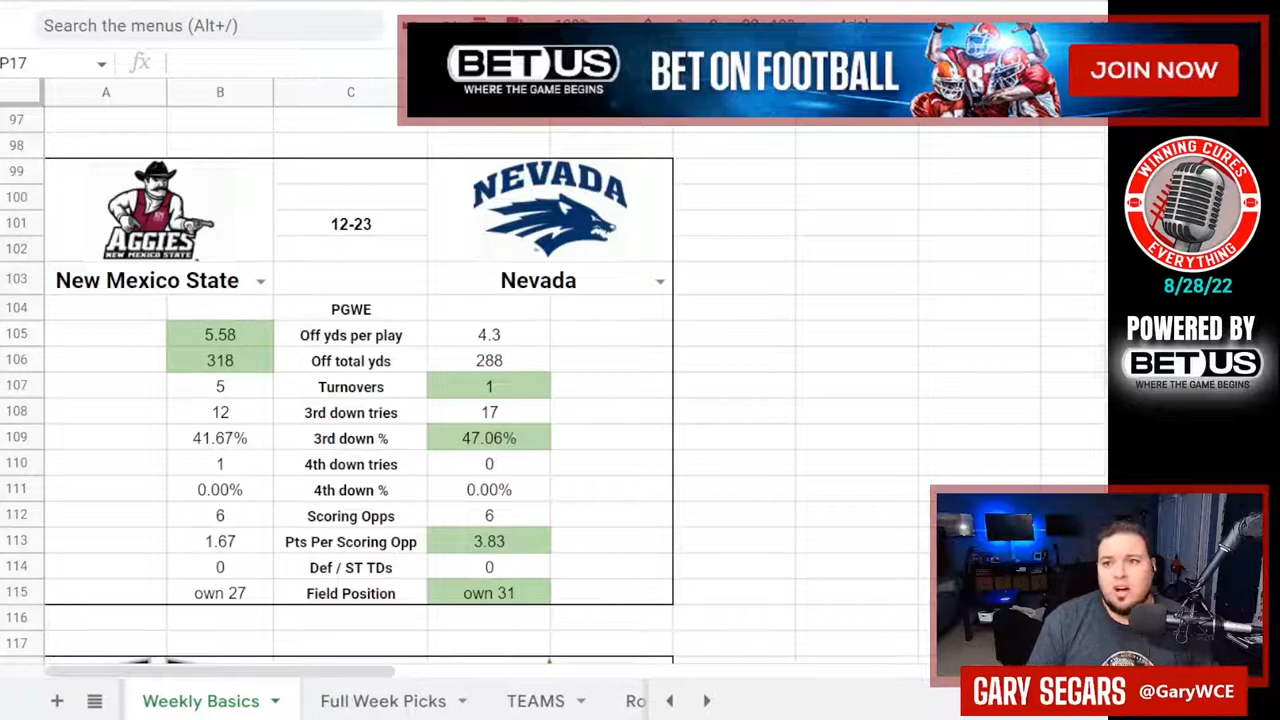 Search the menus (Alt+/)
P17
fx
BET US
WHERE THE GAME BEGINS
BET ON FOOTBALL
JOIN NOW
A B C
97
98
99
100
101 12-23
102
AGGIES
NEW MEXICO STATE
NEVADA
103 New Mexico State Nevada
104 PGWE
105 5.58 Off yds per play 4.3
106 318 Off total yds 288
107 5 Turnovers 1
108 12 3rd down tries 17
109 41.67% 3rd down % 47.06%
110 1 4th down tries 0
111 0.00% 4th down % 0.00%
112 6 Scoring Opps 6
113 1.67 Pts Per Scoring Opp 3.83
114 0 Def / ST TDs 0
115 own 27 Field Position own 31
116
117
WINNING CURES
EVERYTHING
8/28/22
POWERED BY
BET US
WHERE THE GAME BEGINS
Weekly Basics Full Week Picks TEAMS Ro
GARY SEGARS @GaryWCE